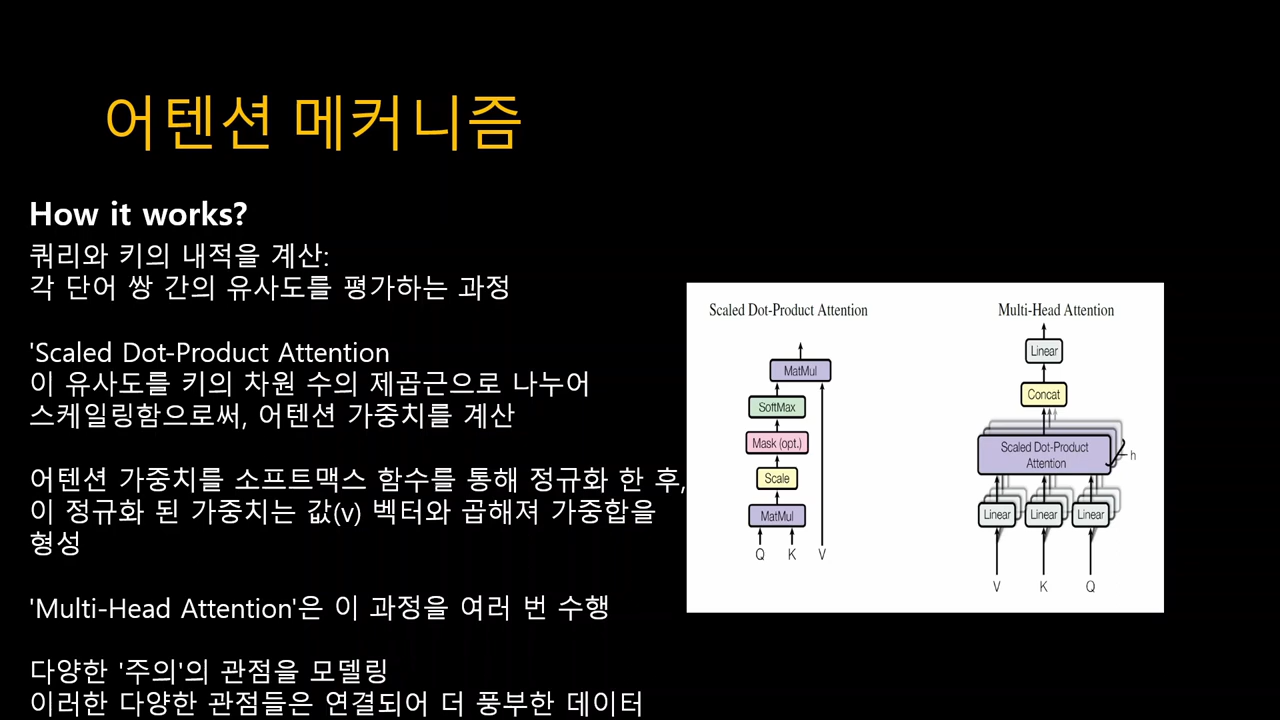 어텐션 메커니즘
How it works?
쿼리와 키의 내적을 계산:
각 단어 쌍 간의 유사도를 평가하는 과정
'Scaled Dot-Product Attention
이 유사도를 키의 차원 수의 제곱근으로 나누어
스케일링함으로써, 어텐션 가중치를 계산
어텐션 가중치를 소프트맥스 함수를 통해 정규화 한 후,
이 정규화 된 가중치는 값(v) 벡터와 곱해져 가중합을
형성
'Multi-Head Attention'은 이 과정을 여러 번 수행
다양한 '주의'의 관점을 모델링
이러한 다양한 관점들은 연결되어 더 풍부한 데이터
Scaled Dot-Product Attention
MatMul
SoftMax
Mask (opt.)
Scale
MatMul
Q K V
Multi-Head Attention
Linear
Concat
Scaled Dot-Product
Attention
h
Linear Linear Linear
V K Q